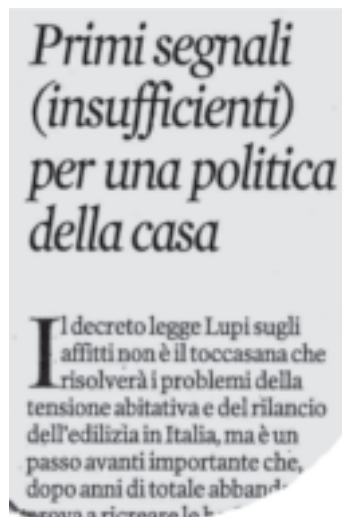 Primi segnali
(insufficienti)
per una politica
della casa
Il decreto legge Lupi sugli
affitti non è il toccasana che
risolverà i problemi della
tensione abitativa e del rilancio
dell'edilizia in Italia, ma è un
passo avanti importante che,
dopo anni di totale
a ricreare le